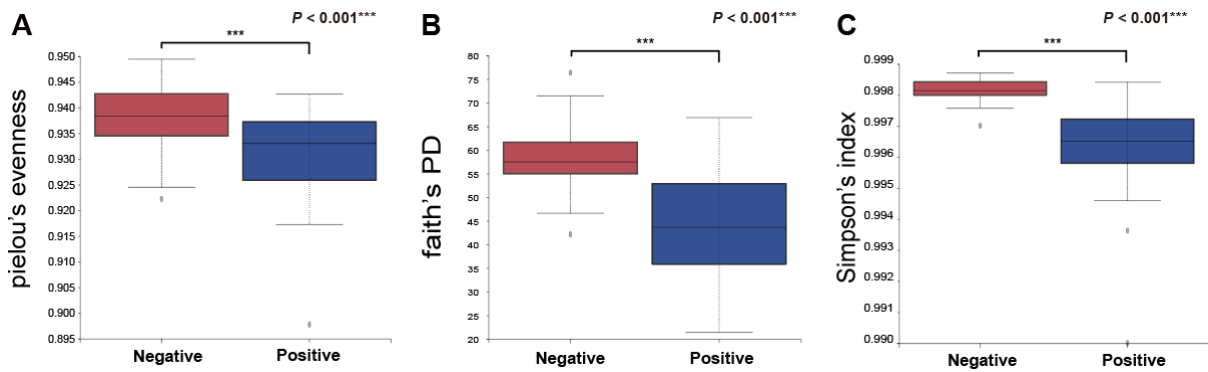 A
P < 0.001***
***
pielou's evenness
0.950
0.945
0.940
0.935
0.930
0.925
0.920
0.915
0.910
0.905
0.900
0.895
Negative
Positive
B
P < 0.001***
***
faith's PD
80
75
70
65
60
55
50
45
40
35
30
25
20
Negative
Positive
C
P < 0.001***
***
Simpson's index
0.999
0.998
0.997
0.996
0.995
0.994
0.993
0.992
0.991
0.990
Negative
Positive